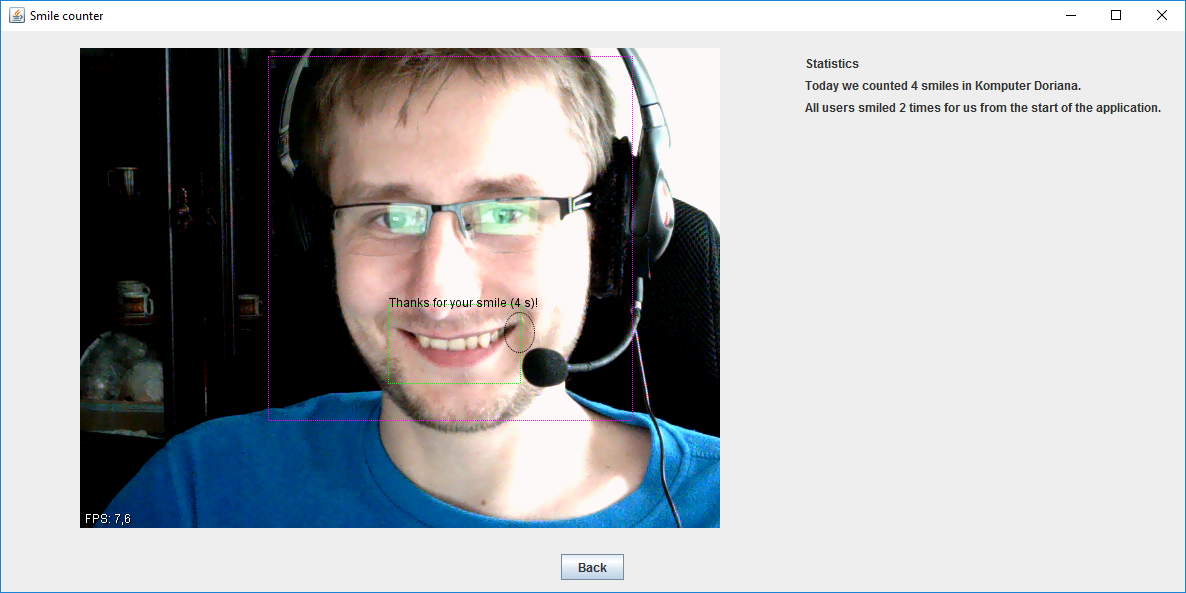 Smile counter
Statistics
Today we counted 4 smiles in Komputer Doriana.
All users smiled 2 times for us from the start of the application.
Thanks for your smile (4 s)!
FPS: 7,6
Back